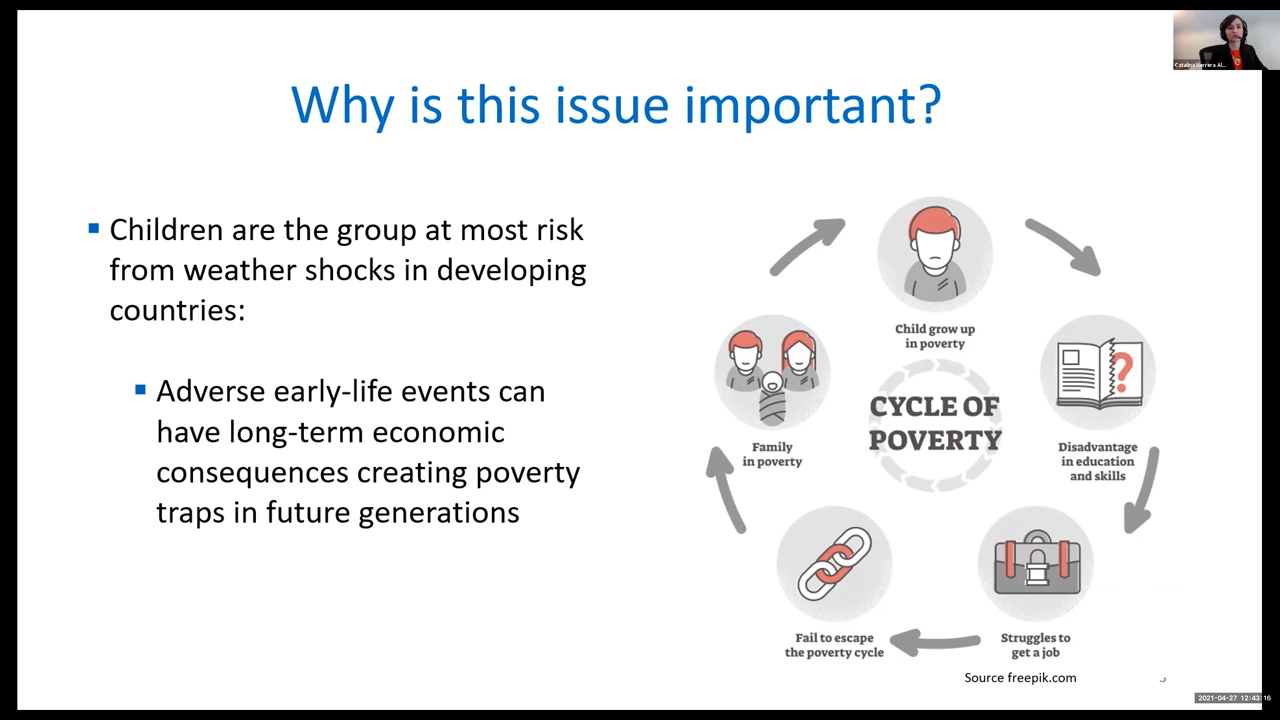 Catalina Herrera Al...
Why is this issue important?
Children are the group at most risk
from weather shocks in developing
countries:
Adverse early-life events can
have long-term economic
consequences creating poverty
traps in future generations
Child grow up
in poverty
Family
in poverty
CYCLE OF
POVERTY
?
Disadvantage
in education
and skills
Fail to escape
the poverty cycle
Struggles to
get a job
Source freepik.com
2021-04-27 12:43:16